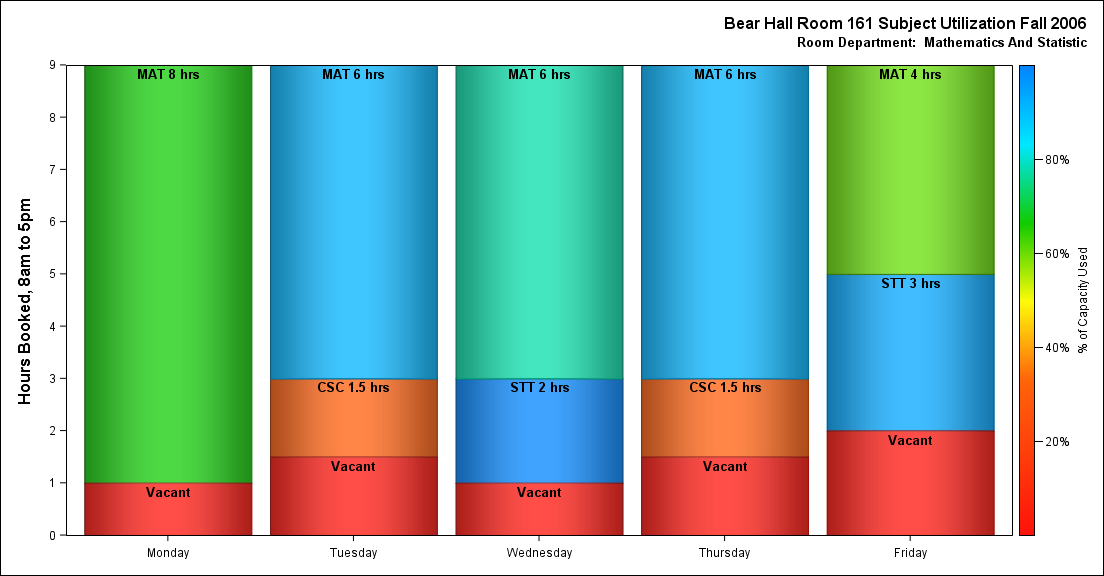 Bear Hall Room 161 Subject Utilization Fall 2006
Room Department:  Mathematics And Statistic
Hours Booked, 8am to 5pm
9
8
7
6
5
4
3
2
1
0
MAT 8 hrs
Vacant
MAT 6 hrs
CSC 1.5 hrs
Vacant
MAT 6 hrs
STT 2 hrs
Vacant
MAT 6 hrs
CSC 1.5 hrs
Vacant
MAT 4 hrs
STT 3 hrs
Vacant
Monday
Tuesday
Wednesday
Thursday
Friday
80%
60%
40%
20%
% of Capacity Used